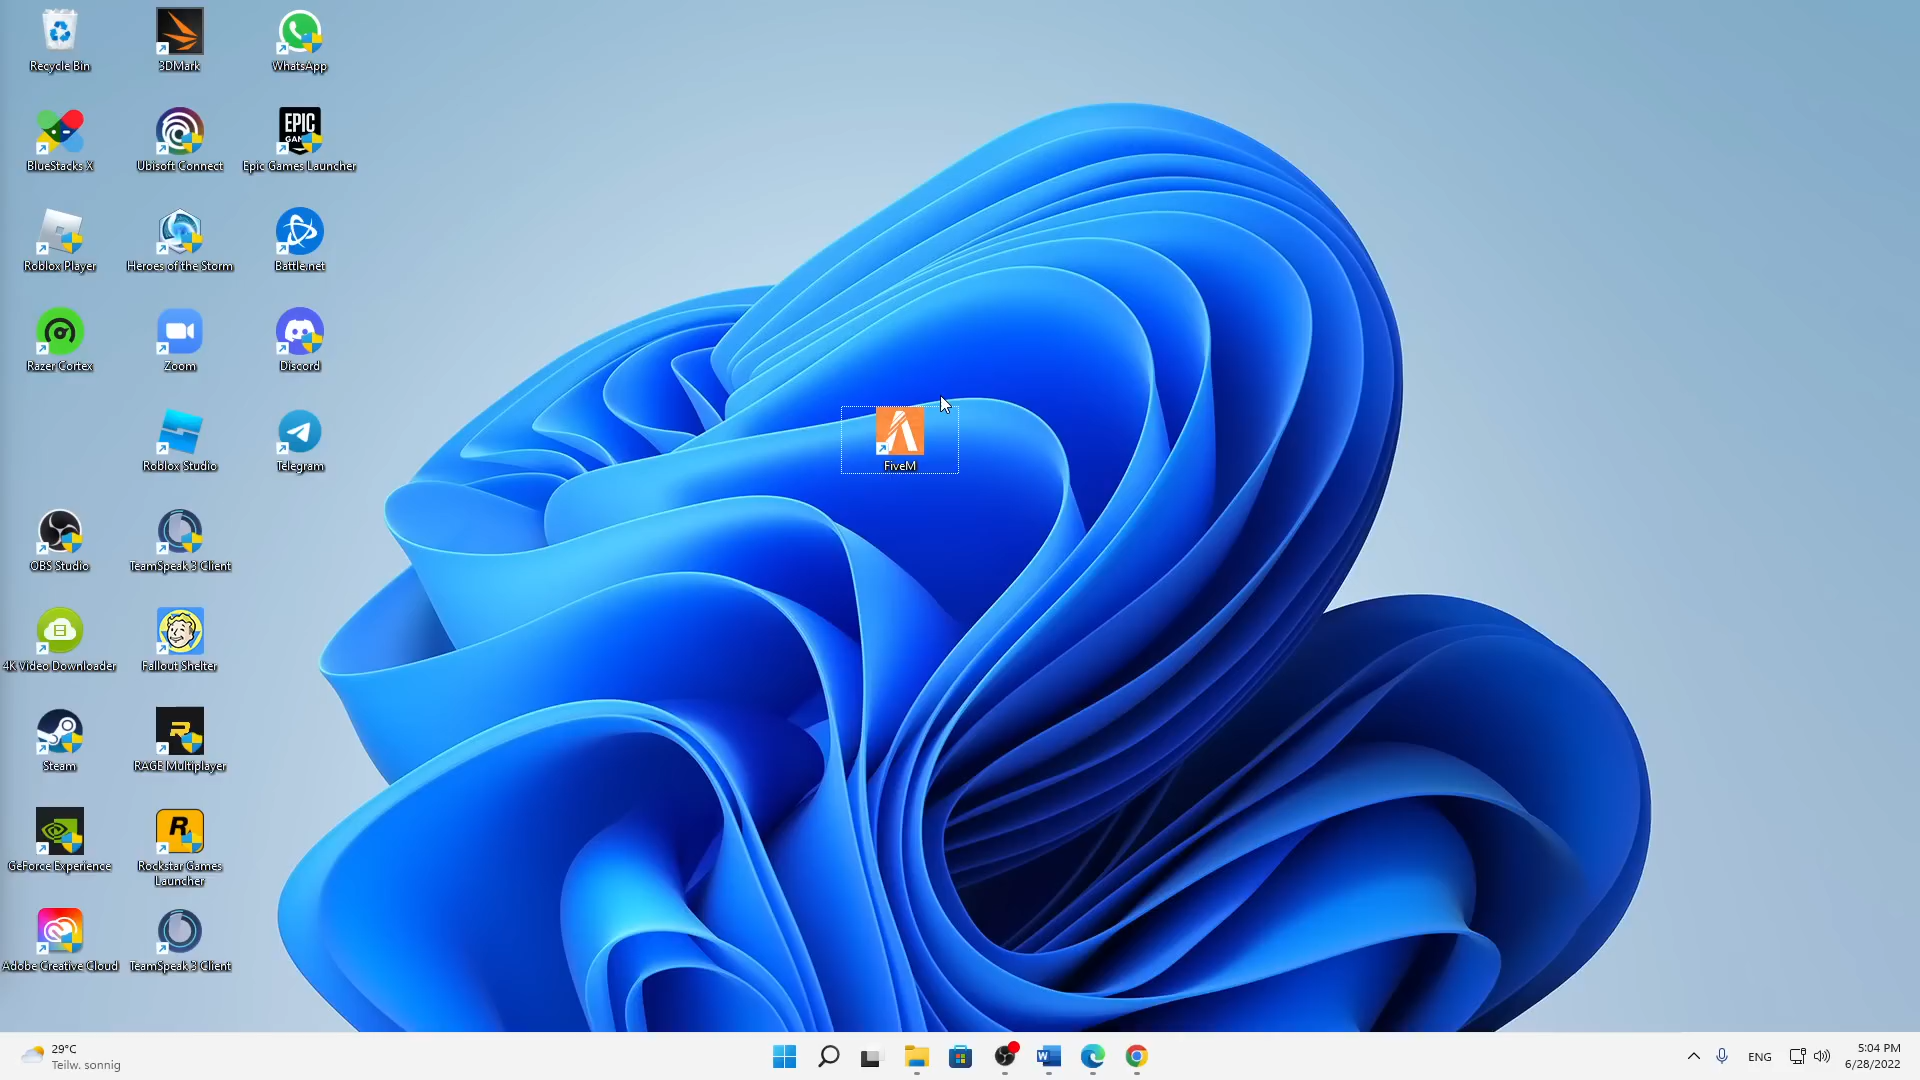 Recycle Bin
3DMark
WhatsApp
EPIC
GAMES
BlueStacks X
Ubisoft Connect
Epic Games Launcher
Roblox Player
Heroes of the Storm
Battle.net
Razer Cortex
Zoom
Discord
Roblox Studio
Telegram
FiveM
OBS Studio
TeamSpeak 3 Client
4K Video Downloader
Fallout Shelter
Steam
RAGE Multiplayer
GeForce Experience
Rockstar Games
Launcher
Adobe Creative Cloud
TeamSpeak 3 Client
29°C
Teilw. sonnig
ENG
5:04 PM
6/28/2022